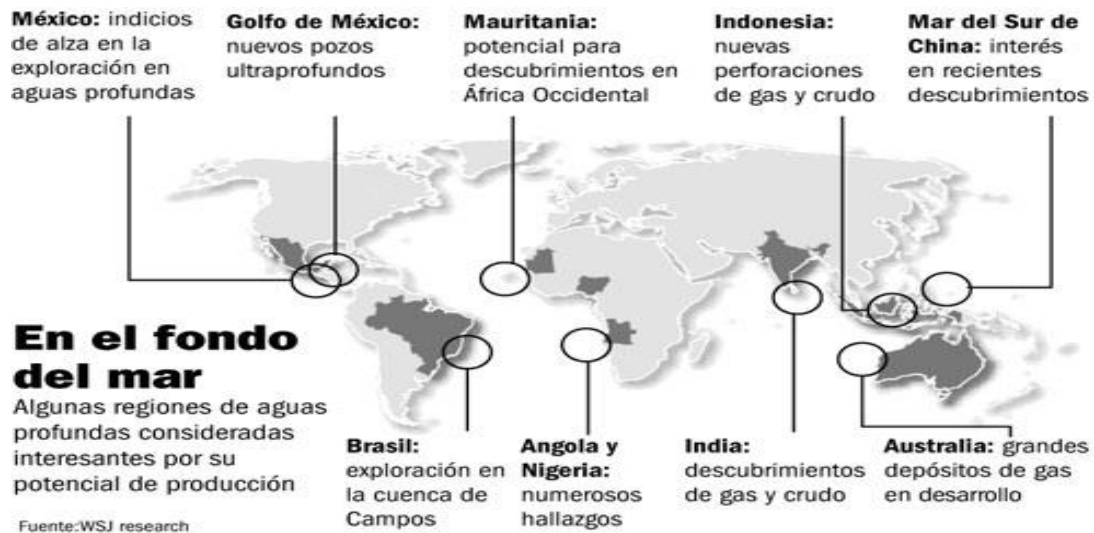 México: indicios
de alza en la
exploración en
aguas profundas
Golfo de México:
nuevos pozos
ultraprofundos
Mauritania:
potencial para
descubrimientos en
África Occidental
Indonesia:
nuevas
perforaciones
de gas y crudo
Mar del Sur de
China: interés
en recientes
descubrimientos
En el fondo
del mar
Algunas regiones de aguas
profundas consideradas
interesantes por su
potencial de producción
Brasil:
exploración en
la cuenca de
Campos
Angola y
Nigeria:
numerosos
hallazgos
India:
descubrimientos
de gas y crudo
Australia: grandes
depósitos de gas
en desarrollo
Fuente:WSJ research